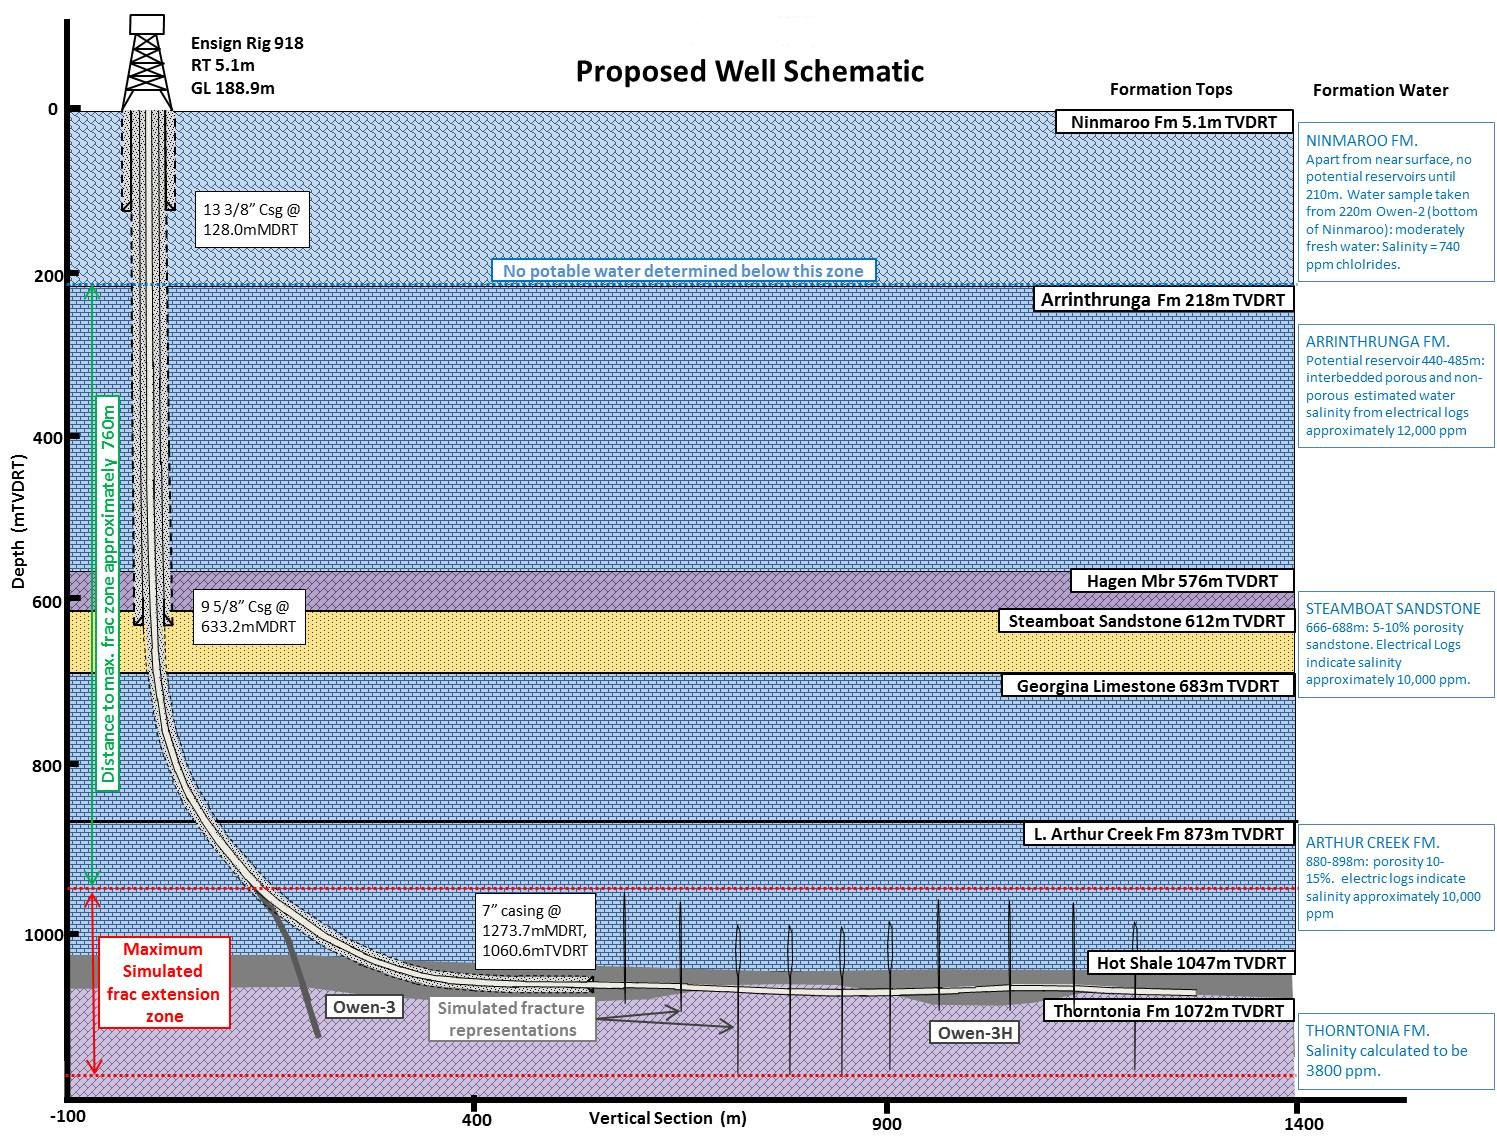 Ensign Rig 918
RT 5.1m
GL 188.9m
Proposed Well Schematic
Formation Tops
Formation Water
0
200
400
600
800
1000
Depth (mTVDRT)
-100
400
900
1400
Vertical Section (m)
Ninmaroo Fm 5.1m TVDRT
Arrinthrunga Fm 218m TVDRT
Hagen Mbr 576m TVDRT
Steamboat Sandstone 612m TVDRT
Georgina Limestone 683m TVDRT
L. Arthur Creek Fm 873m TVDRT
Hot Shale 1047m TVDRT
Thorntonia Fm 1072m TVDRT
13 3/8” Csg @
128.0mMDRT
No potable water determined below this zone
9 5/8” Csg @
633.2mMDRT
Distance to max. frac zone approximately 760m
7” casing @
1273.7mMDRT,
1060.6mTVDRT
Maximum
Simulated
frac extension
zone
Owen-3
Simulated fracture
representations
Owen-3H
NINMAROO FM.
Apart from near surface, no
potential reservoirs until
210m. Water sample taken
from 220m Owen-2 (bottom
of Ninmaroo): moderately
fresh water: Salinity = 740
ppm chlolrides.
ARRINTHRUNGA FM.
Potential reservoir 440-485m:
interbedded porous and non-
porous estimated water
salinity from electrical logs
approximately 12,000 ppm
STEAMBOAT SANDSTONE
666-688m: 5-10% porosity
sandstone. Electrical Logs
indicate salinity
approximately 10,000 ppm.
ARTHUR CREEK FM.
880-898m: porosity 10-
15%. electric logs indicate
salinity approximately 10,000
ppm
THORNTONIA FM.
Salinity calculated to be
3800 ppm.